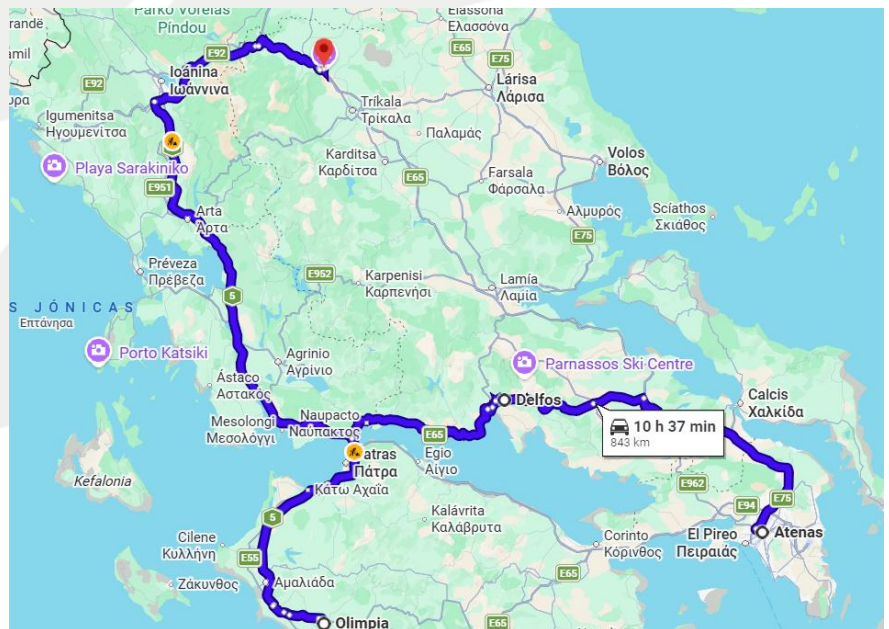 Parko Vorelas
Pindou
Elassona
Ελασσόνα
E65
E75
E92
E92
Ioánina
Ιωάννινα
Lárisa
Λάρισα
Igumenitsa
Ηγουμενίτσα
Tríkala
Τρίκαλα
Παλαμάς
Playa Sarakiniko
Karditsa
Καρδίτσα
E65
Farsala
Φάρσαλα
Volos
Βόλος
E951
Arta
Άρτα
Αλμυρός
E75
Scíathos
Σκιάθος
Préveza
Πρέβεζα
E952
Karpenisi
Καρπενήσι
Lamía
Λαμία
S JÓNICAS
Επτάνησα
5
Porto Katsiki
Agrinio
Αγρίνιο
Parnassos Ski Centre
Ástaco
Αστακός
Delfos
Calcis
Χαλκίδα
Mesolongi
Μεσολόγγι
Naupacto
Ναύπακτος
10 h 37 min
843 km
E65
Egio
Αίγιο
atras
Πάτρα
Kefalonia
Κάτω Αχαΐα
E962
E75
E94
5
Kalávrita
Καλάβρυτα
Cilene
Κυλλήνη
El Pireo
Πειραιάς
Atenas
Corinto
Κόρινθος
E55
Ζάκυνθος
Αμαλιάδα
E65
Olimpia
E65